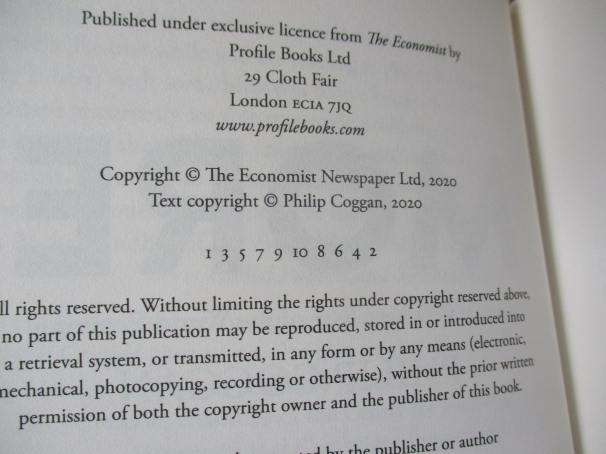 Published under exclusive licence from The Economist by
Profile Books Ltd
29 Cloth Fair
London EC1A 7JQ
www.profilebooks.com
Copyright © The Economist Newspaper Ltd, 2020
Text copyright © Philip Coggan, 2020
1 3 5 7 9 10 8 6 4 2
ll rights reserved. Without limiting the rights under copyright reserved above,
no part of this publication may be reproduced, stored in or introduced into
a retrieval system, or transmitted, in any form or by any means (electronic,
mechanical, photocopying, recording or otherwise), without the prior written
permission of both the copyright owner and the publisher of this book.
by the publisher or author